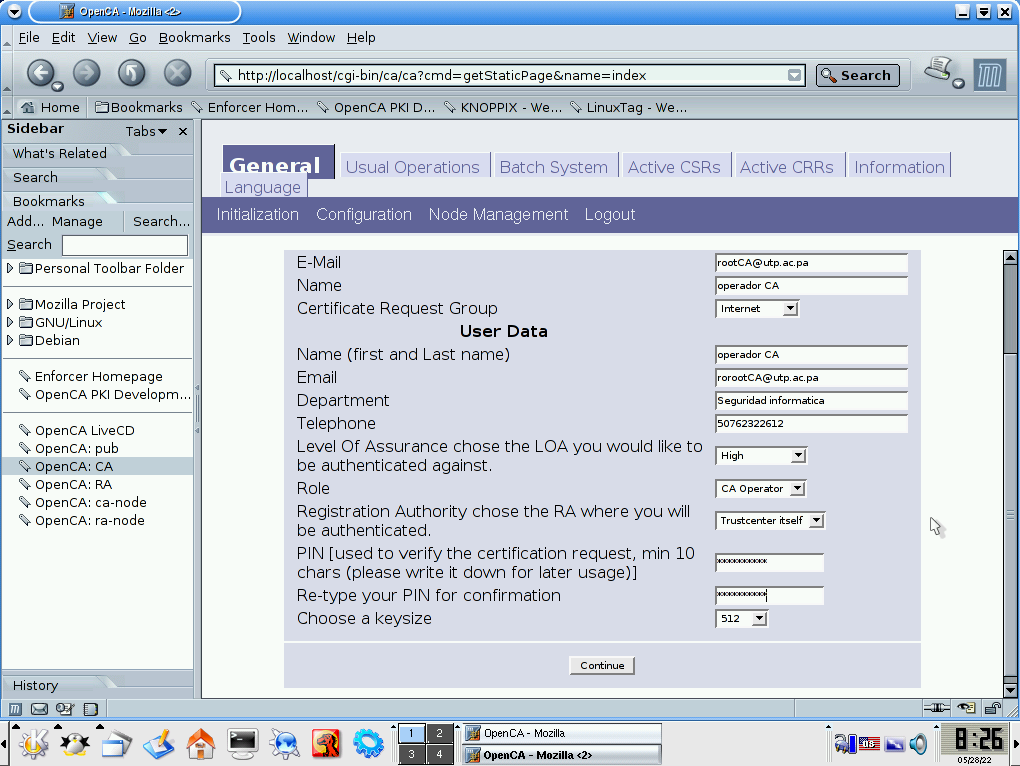 OpenCA - Mozilla <2>
File Edit View Go Bookmarks Tools Window Help
http://localhost/cgi-bin/ca/ca?cmd=getStaticPage&name=index Search
Home Bookmarks Enforcer Hom... OpenCA PKI D... KNOPPIX - We... LinuxTag - We...
Sidebar Tabs
What's Related
Search
Bookmarks
Add... Manage Search...
Search
Personal Toolbar Folder
Mozilla Project
GNU/Linux
Debian
Enforcer Homepage
OpenCA PKI Developm...
OpenCA LiveCD
OpenCA: pub
OpenCA: CA
OpenCA: RA
OpenCA: ca-node
OpenCA: ra-node
History
General Usual Operations Batch System Active CSRs Active CRRs Information
Language
Initialization Configuration Node Management Logout
E-Mail rootCA@utp.ac.pa
Name operador CA
Certificate Request Group Internet
User Data
Name (first and Last name) operador CA
Email rorootCA@utp.ac.pa
Department Seguridad informatica
Telephone 50762322612
Level Of Assurance chose the LOA you would like to
be authenticated against. High
Role CA Operator
Registration Authority chose the RA where you will
be authenticated. Trustcenter itself
PIN [used to verify the certification request, min 10
chars (please write it down for later usage)] **********
Re-type your PIN for confirmation **********
Choose a keysize 512
Continue
1 2 OpenCA - Mozilla
3 4 OpenCA - Mozilla <2>
8:26
05/28/22